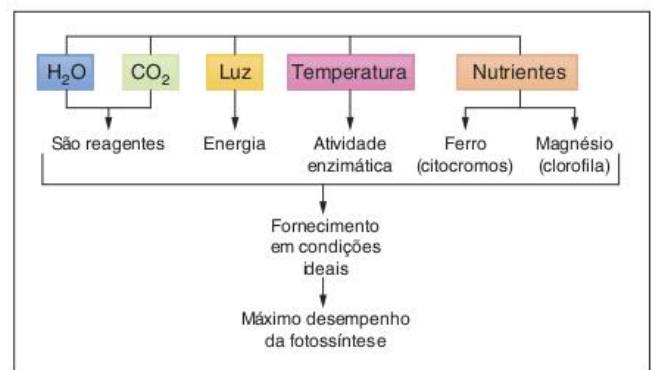 H₂O
CO₂
Luz
Temperatura
Nutrientes
São reagentes
Energia
Atividade
enzimática
Ferro
(citocromos)
Magnésio
(clorofila)
Fornecimento
em condições
ideais
Máximo desempenho
da fotossíntese